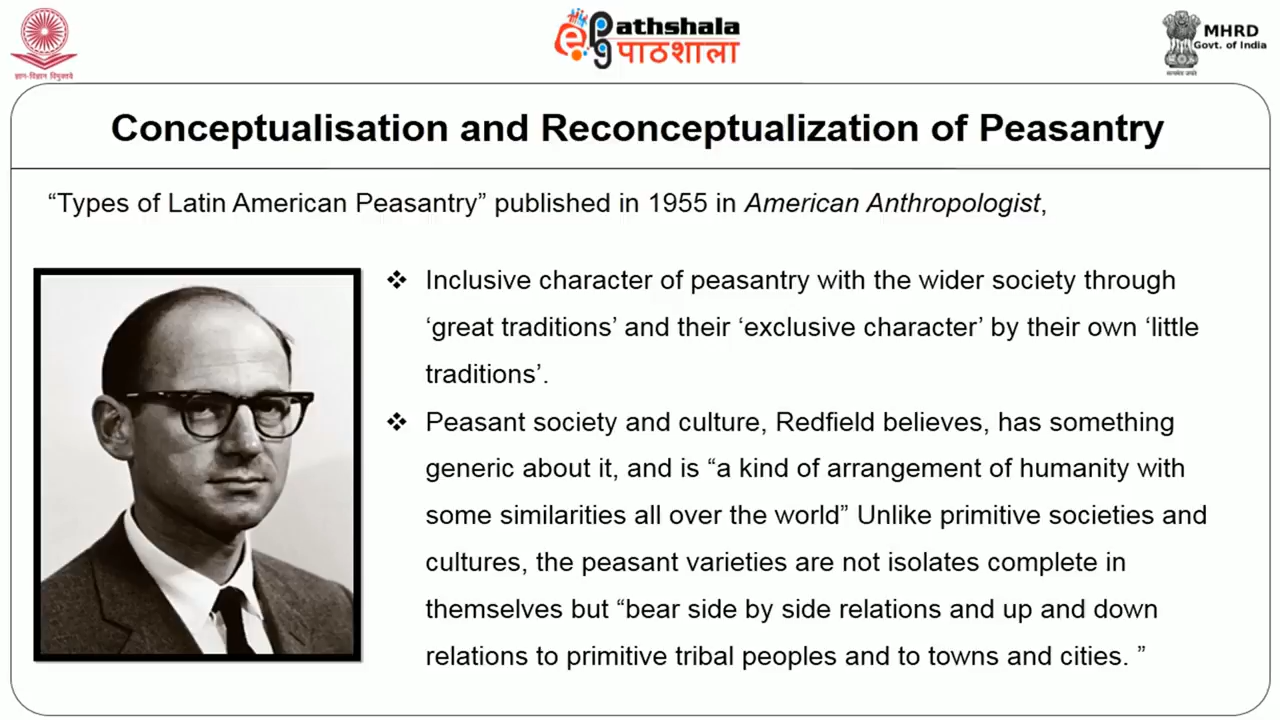 ज्ञान-विज्ञान विमुक्तये
ePathshala
पाठशाला
MHRD
Govt. of India
सत्यमेव जयते
Conceptualisation and Reconceptualization of Peasantry
“Types of Latin American Peasantry” published in 1955 in American Anthropologist,
❖ Inclusive character of peasantry with the wider society through
‘great traditions’ and their ‘exclusive character’ by their own ‘little
traditions’.
❖ Peasant society and culture, Redfield believes, has something
generic about it, and is “a kind of arrangement of humanity with
some similarities all over the world” Unlike primitive societies and
cultures, the peasant varieties are not isolates complete in
themselves but “bear side by side relations and up and down
relations to primitive tribal peoples and to towns and cities. ”